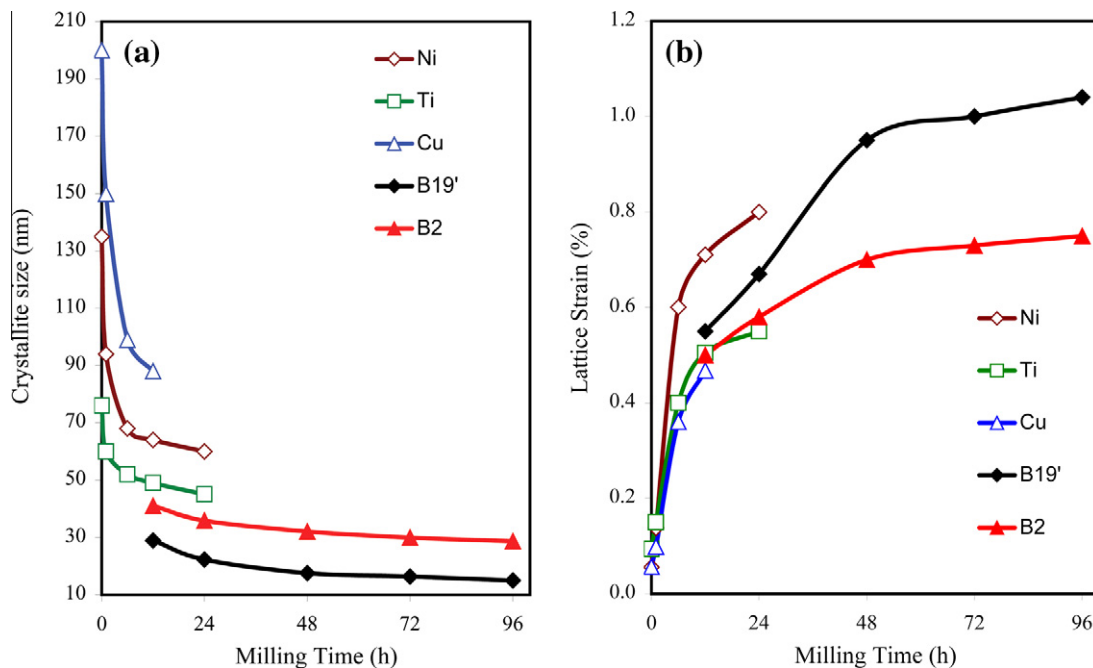 (a)
Crystallite size (nm)
210
190
170
150
130
110
90
70
50
30
10
Ni
Ti
Cu
B19'
B2
0 24 48 72 96
Milling Time (h)
(b)
Lattice Strain (%)
1.2
1.0
0.8
0.6
0.4
0.2
0.0
Ni
Ti
Cu
B19'
B2
0 24 48 72 96
Milling Time (h)